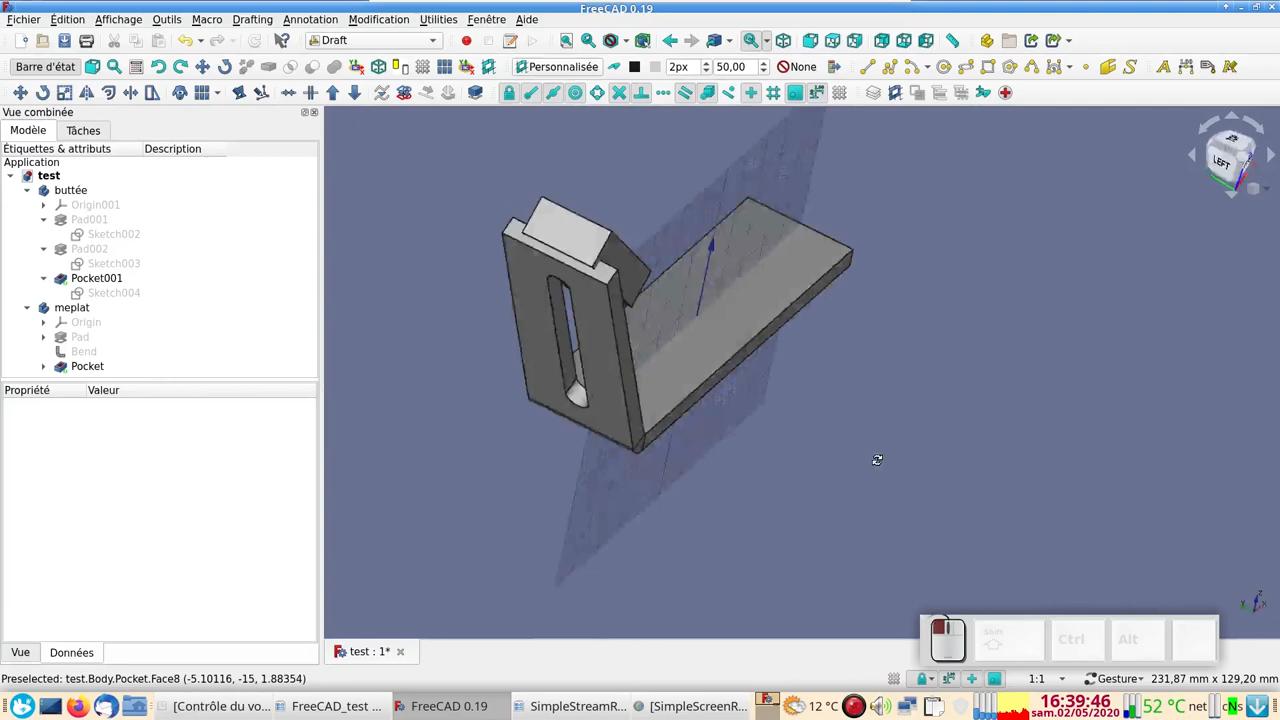 FreeCAD 0.19
Fichier Édition Affichage Outils Macro Drafting Annotation Modification Utilities Fenêtre Aide
Draft
Barre d'état Personnalisée 2px 50,00 None
Vue combinée
Modèle Tâches
Étiquettes & attributs Description
Application
test
buttée
Origin001
Pad001
Sketch002
Pad002
Sketch003
Pocket001
Sketch004
meplat
Origin
Pad
Bend
Pocket
Propriété Valeur
LEFT
Shift Ctrl Alt
Vue Données
test : 1*
Preselected: test.Body.Pocket.Face8 (-5.10116, -15, 1.88354)
1:1 Gesture 231,87 mm x 129,20 mm
[Contrôle du vo... FreeCAD_test ... FreeCAD 0.19 SimpleStreamR... [SimpleScreenR...
12 °C 16:39:46 52 °C net
sam.02/05/2020